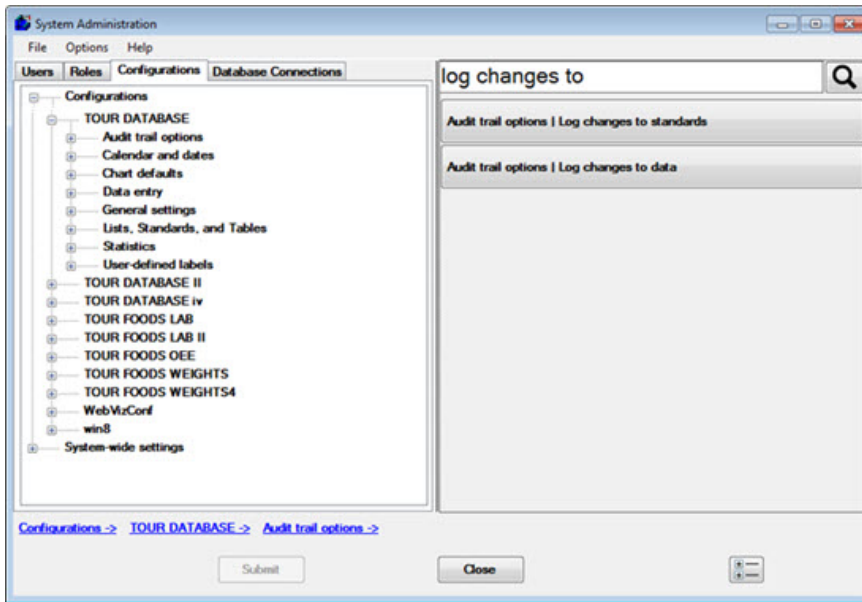 System Administration
File Options Help
Users Roles Configurations Database Connections
log changes to
Configurations
TOUR DATABASE
Audit trail options
Calendar and dates
Chart defaults
Data entry
General settings
Lists, Standards, and Tables
Statistics
User-defined labels
TOUR DATABASE II
TOUR DATABASE iv
TOUR FOODS LAB
TOUR FOODS LAB II
TOUR FOODS OEE
TOUR FOODS WEIGHTS
TOUR FOODS WEIGHTS4
WebVizConf
win8
System-wide settings
Audit trail options | Log changes to standards
Audit trail options | Log changes to data
Configurations -> TOUR DATABASE -> Audit trail options ->
Submit Close